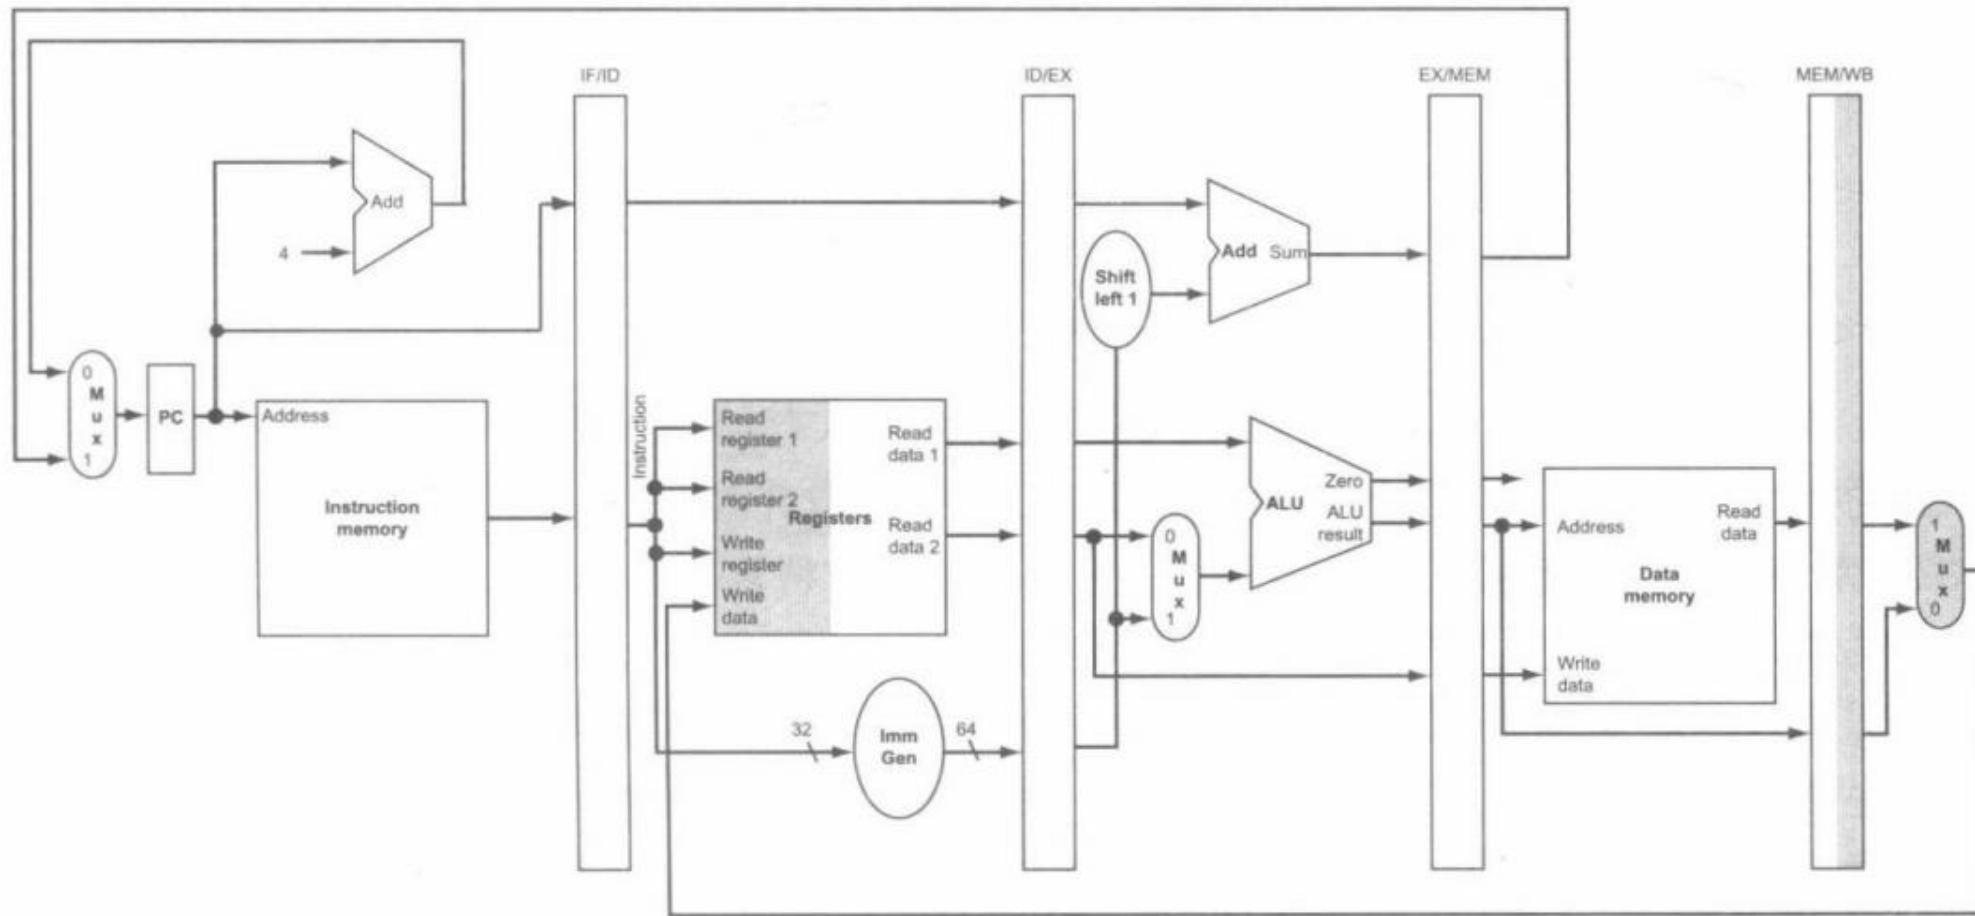 IF/ID
ID/EX
EX/MEM
MEM/WB
Add
4
Add Sum
Shift
left 1
0
M
u
x
1
PC
Address
Instruction
memory
Instruction
Read
register 1
Read
register 2
Write
register
Write
data
Registers
Read
data 1
Read
data 2
0
M
u
x
1
Zero
ALU
ALU
result
Address
Read
data
Data
memory
Write
data
1
M
u
x
0
32
Imm
Gen
64